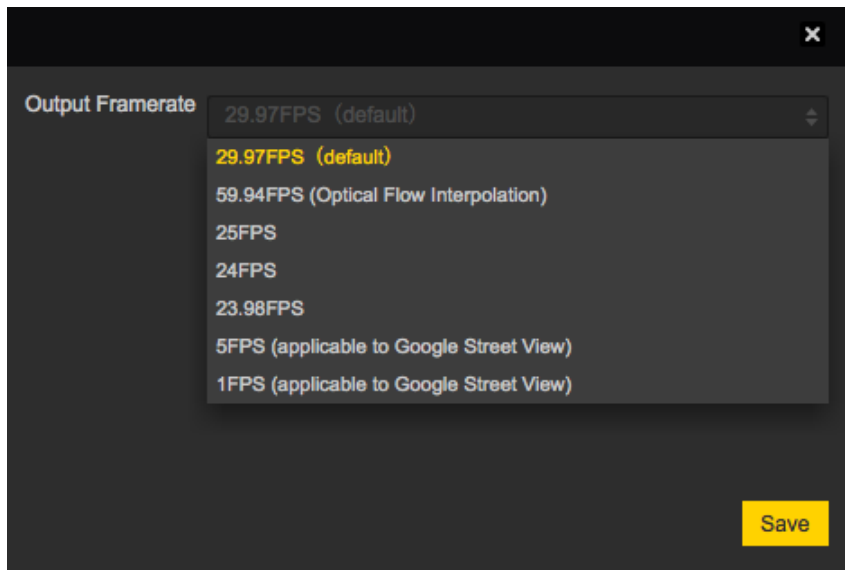 Output Framerate
29.97FPS（default）
29.97FPS（default）
59.94FPS (Optical Flow Interpolation)
25FPS
24FPS
23.98FPS
5FPS (applicable to Google Street View)
1FPS (applicable to Google Street View)
Save